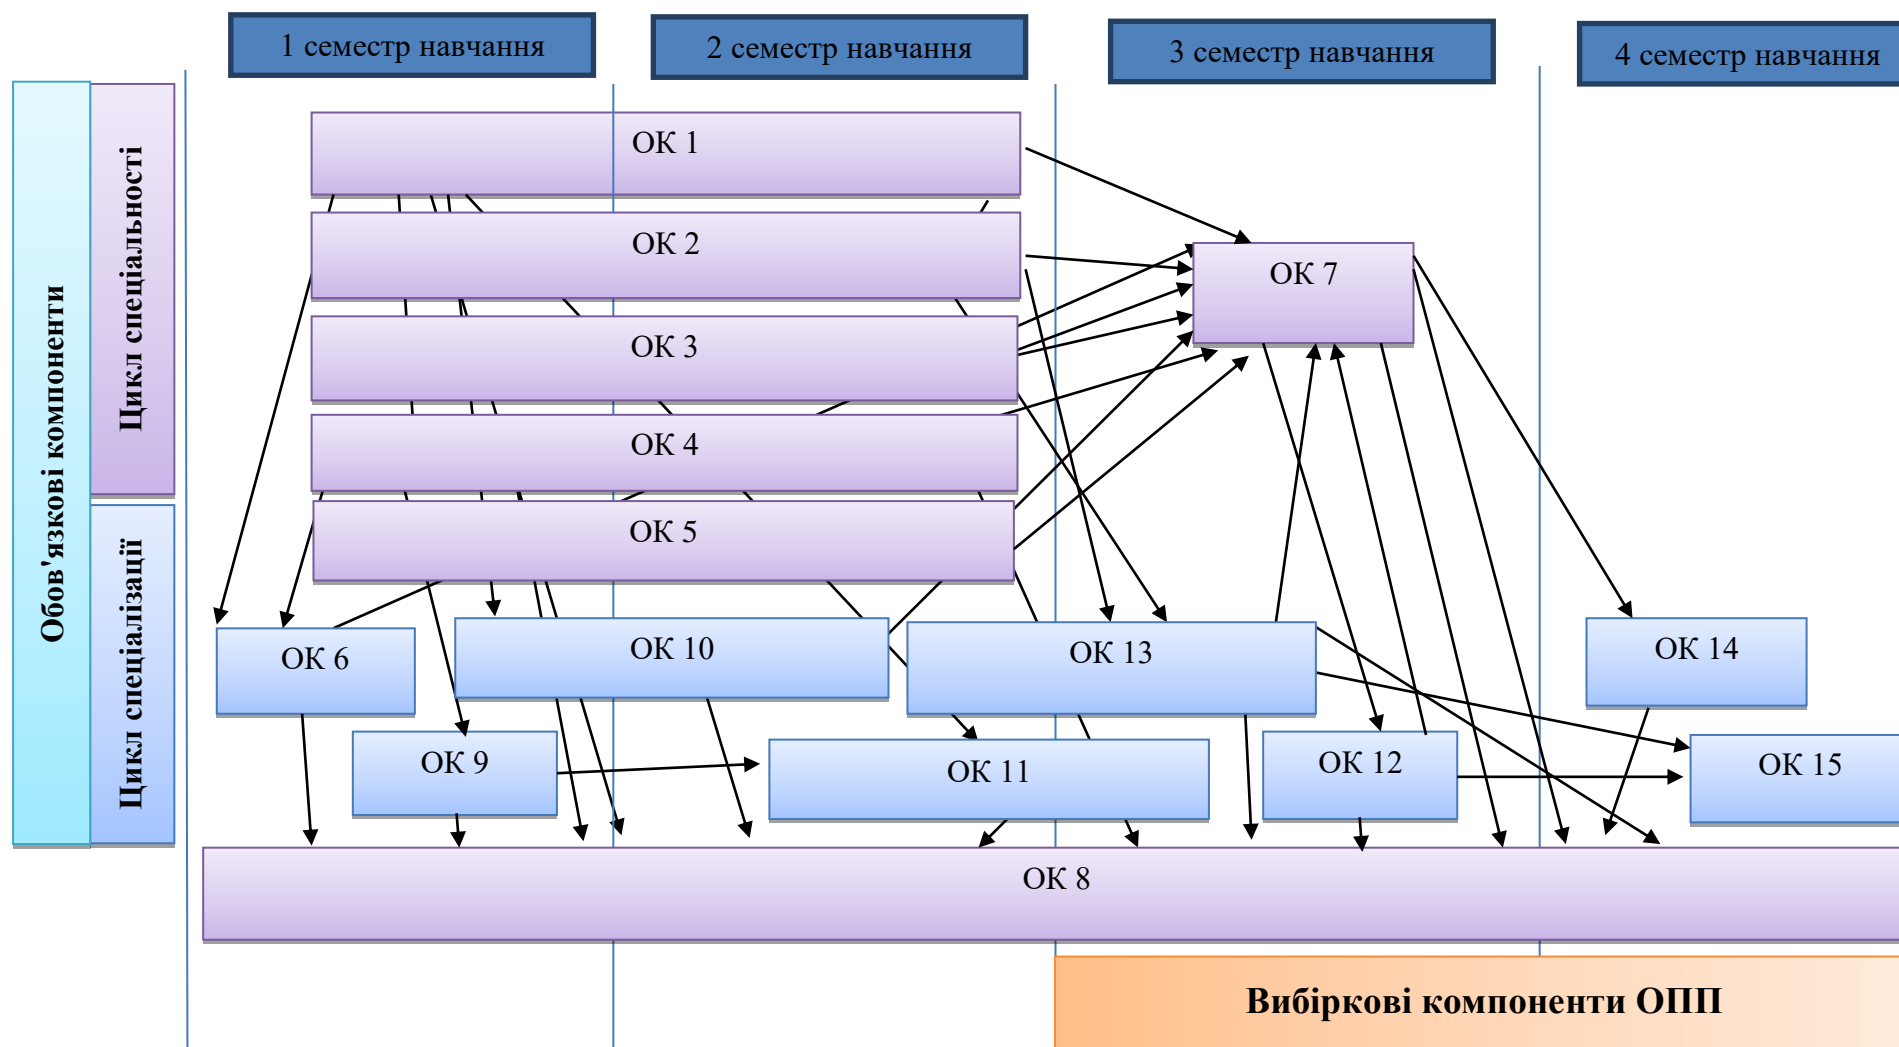 1 семестр навчання
2 семестр навчання
3 семестр навчання
4 семестр навчання
Обов'язкові компоненти
Цикл спеціальності
Цикл спеціалізації
ОК 1
ОК 2
ОК 7
ОК 3
ОК 4
ОК 5
ОК 6
ОК 10
ОК 13
ОК 14
ОК 9
ОК 11
ОК 12
ОК 15
ОК 8
Вибіркові компоненти ОПП